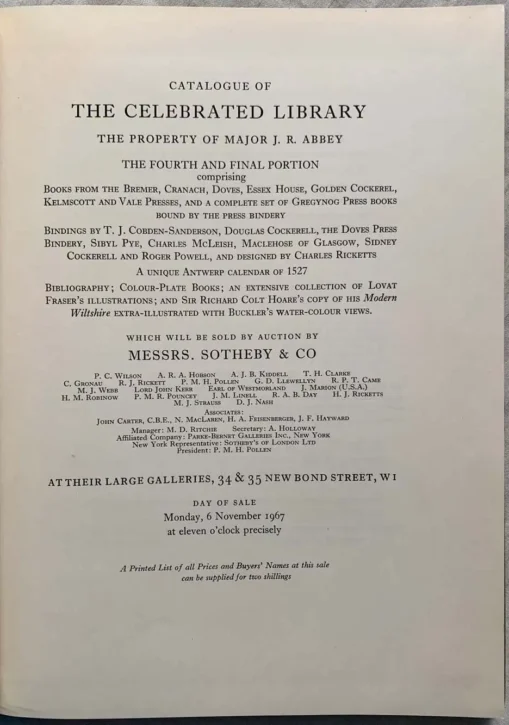 CATALOGUE OF
THE CELEBRATED LIBRARY
THE PROPERTY OF MAJOR J. R. ABBEY
THE FOURTH AND FINAL PORTION
comprising
BOOKS FROM THE BREMER, CRANACH, DOVES, ESSEX HOUSE, GOLDEN COCKEREL,
KELMSCOTT AND VALE PRESSES, AND A COMPLETE SET OF GREGYNOG PRESS BOOKS
BOUND BY THE PRESS BINDERY
BINDINGS BY T. J. COBDEN-SANDERSON, DOUGLAS COCKERELL, THE DOVES PRESS
BINDERY, SIBYL PYE, CHARLES MCLEISH, MACLEHOSE OF GLASGOW, SIDNEY
COCKERELL AND ROGER POWELL, AND DESIGNED BY CHARLES RICKETTS
A UNIQUE ANTWERP CALENDAR OF 1527
BIBLIOGRAPHY; COLOUR-PLATE BOOKS; AN EXTENSIVE COLLECTION OF LOVAT
FRASER'S ILLUSTRATIONS; AND SIR RICHARD COLT HOARE'S COPY OF HIS Modern
Wiltshire EXTRA-ILLUSTRATED WITH BUCKLER'S WATER-COLOUR VIEWS.
WHICH WILL BE SOLD BY AUCTION BY
MESSRS. SOTHEBY & CO
P. C. WILSON A. R. A. HOBSON A. J. B. KIDDELL T. H. CLARKE
C. GRONAU R. J. RICKETT P. M. H. POLLEN G. D. LLEWELLYN R. P. T. CAME
M. J. WEBB LORD JOHN KERR EARL OF WESTMORLAND J. MARION (U.S.A.)
H. M. ROBINOW P. M. R. POUNCEY J. M. LINELL R. A. B. DAY H. J. RICKETTS
M. J. STRAUSS D. J. NASH
ASSOCIATES:
JOHN CARTER, C.B.E., N. MACLAREN, H. A. FEISENBERGER, J. F. HAYWARD
Manager: M. D. RITCHIE Secretary: A. HOLLOWAY
Affiliated Company: PARKE-BERNET GALLERIES INC., NEW YORK
New York Representative: SOTHEBY'S OF LONDON LTD
President: P. M. H. POLLEN
AT THEIR LARGE GALLERIES, 34 & 35 NEW BOND STREET, W1
DAY OF SALE
Monday, 6 November 1967
at eleven o'clock precisely
A Printed List of all Prices and Buyers' Names at this sale
can be supplied for two shillings